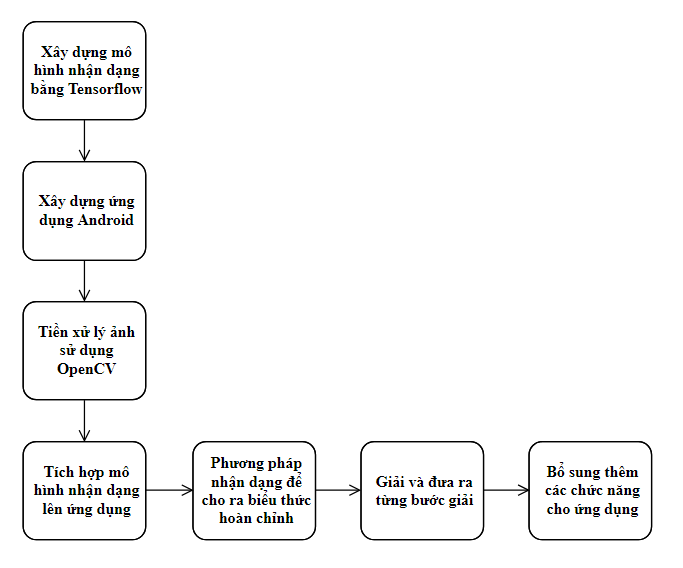 Xây dựng mô
hình nhận dạng
bằng Tensorflow
Xây dựng ứng
dụng Android
Tiền xử lý ảnh
sử dụng
OpenCV
Tích hợp mô
hình nhận dạng
lên ứng dụng
Phương pháp
nhận dạng để
cho ra biểu thức
hoàn chỉnh
Giải và đưa ra
từng bước giải
Bổ sung thêm
các chức năng
cho ứng dụng